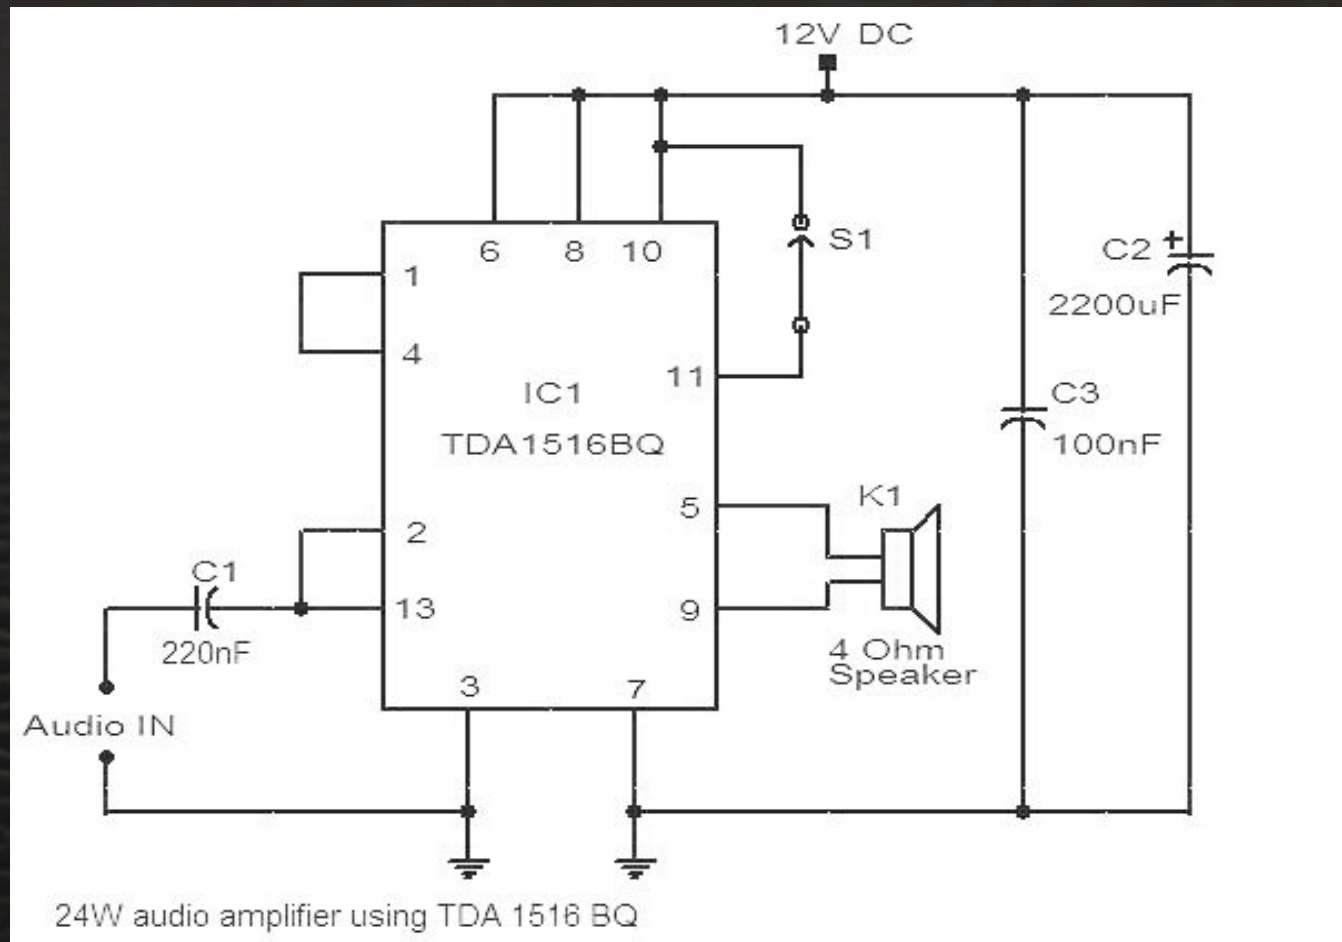 12V DC
6 8 10
S1
1
C2 +
2200uF
4
11
IC1
C3
TDA1516BQ
100nF
K1
5
2
C1
13
9
220nF
4 Ohm
Speaker
3
7
Audio IN
24W audio amplifier using TDA 1516 BQ